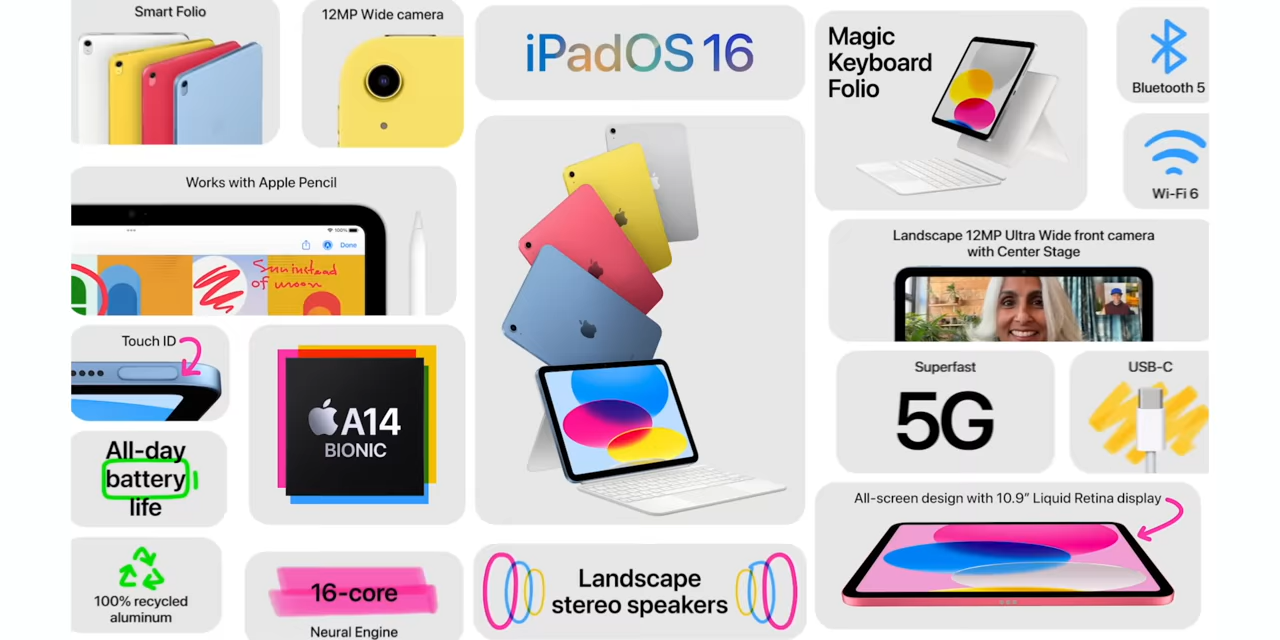 Smart Folio
12MP Wide camera
iPadOS 16
Magic
Keyboard
Folio
Bluetooth 5
Wi-Fi 6
Works with Apple Pencil
100%
Done
Sun instead
of moon
Landscape 12MP Ultra Wide front camera
with Center Stage
Touch ID
A14
BIONIC
Superfast
5G
USB-C
All-day
battery
life
All-screen design with 10.9” Liquid Retina display
100% recycled
aluminum
16-core
Neural Engine
Landscape
stereo speakers